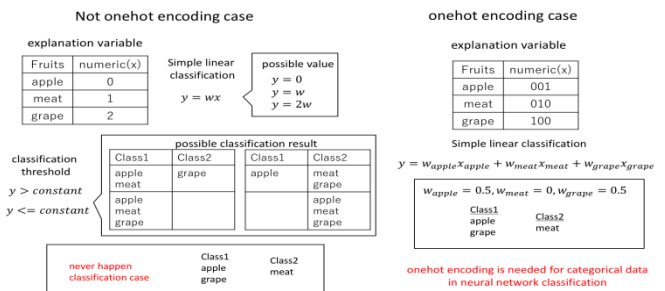 Not onehot encoding case
explanation variable
Fruits numeric(x)
apple 0
meat 1
grape 2
Simple linear
classification
y = wx
possible value
y = 0
y = w
y = 2w
classification
threshold
y > constant
y <= constant
possible classification result
Class1 Class2 Class1 Class2
apple grape apple meat
meat grape
apple apple
meat meat
grape grape
never happen
classification case
Class1 Class2
apple meat
grape
onehot encoding case
explanation variable
Fruits numeric(x)
apple 001
meat 010
grape 100
Simple linear classification
y = w_apple x_apple + w_meat x_meat + w_grape x_grape
w_apple = 0.5, w_meat = 0, w_grape = 0.5
Class1 Class2
apple meat
grape
onehot encoding is needed for categorical data
in neural network classification